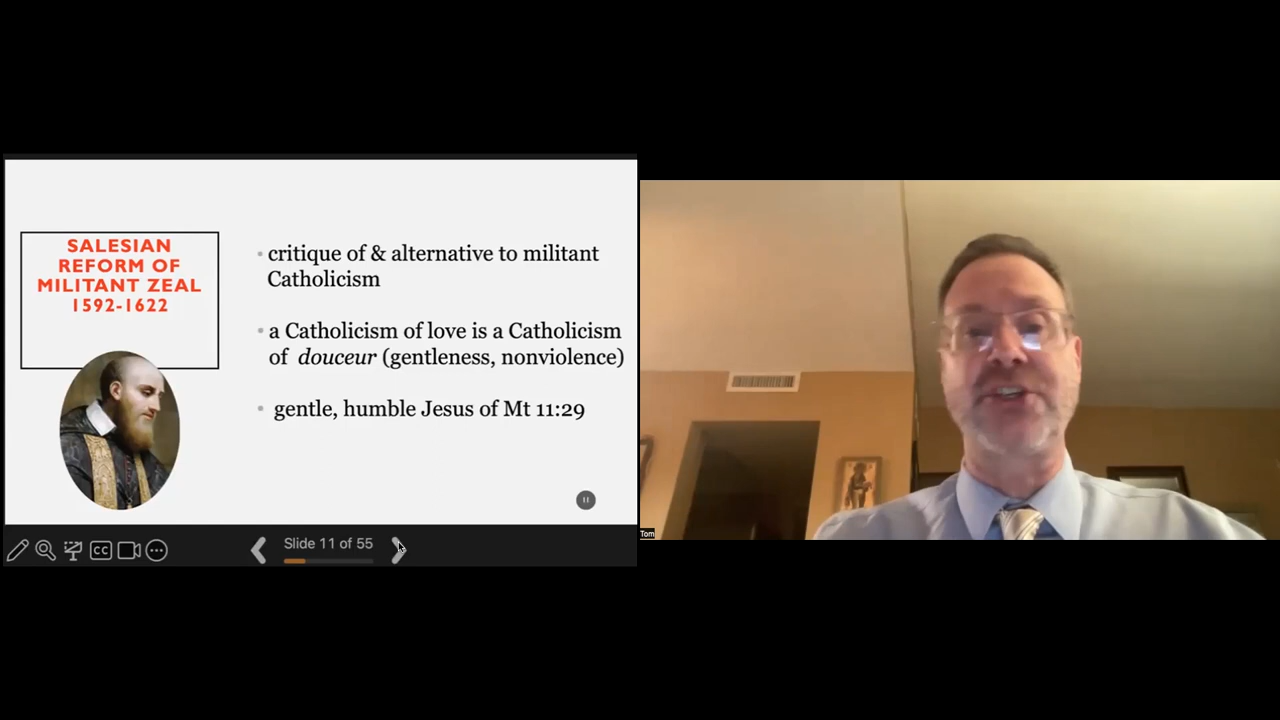 SALESIAN
REFORM OF
MILITANT ZEAL
1592-1622
critique of & alternative to militant
Catholicism
a Catholicism of love is a Catholicism
of douceur (gentleness, nonviolence)
gentle, humble Jesus of Mt 11:29
CC
Slide 11 of 55
Tom